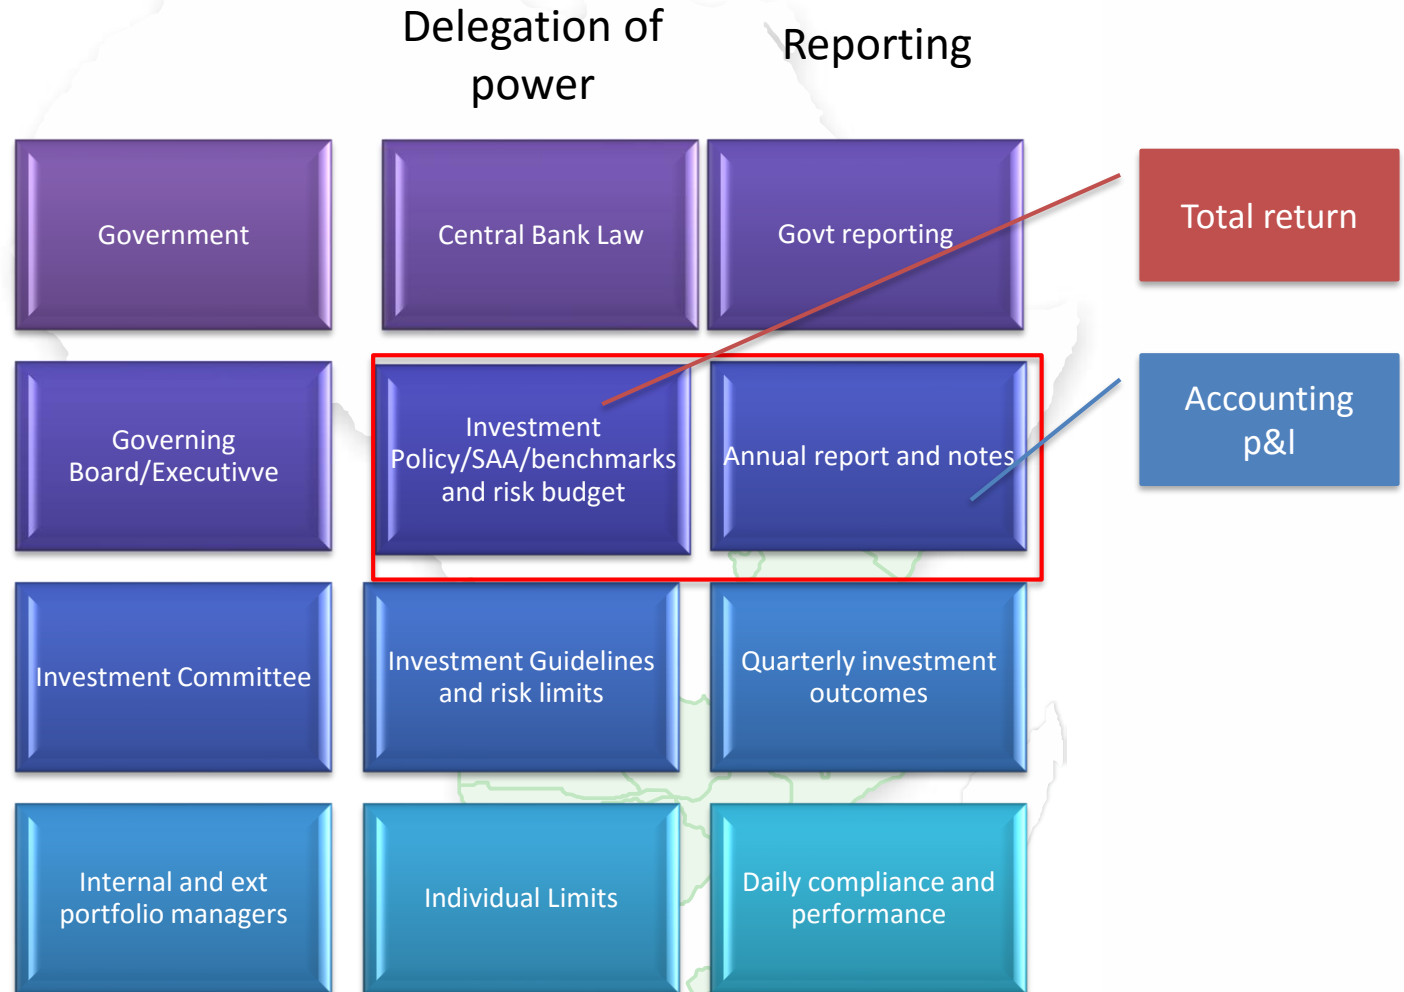 Delegation of
power
Reporting
Government
Central Bank Law
Govt reporting
Total return
Governing
Board/Executivve
Investment
Policy/SAA/benchmarks
and risk budget
Annual report and notes
Accounting
p&l
Investment Committee
Investment Guidelines
and risk limits
Quarterly investment
outcomes
Internal and ext
portfolio managers
Individual Limits
Daily compliance and
performance